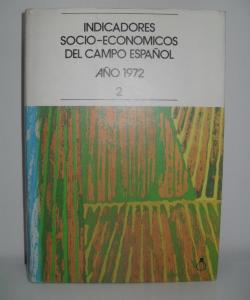 INDICADORES
SOCIO-ECONOMICOS
DEL CAMPO ESPAÑOL
AÑO 1972
2